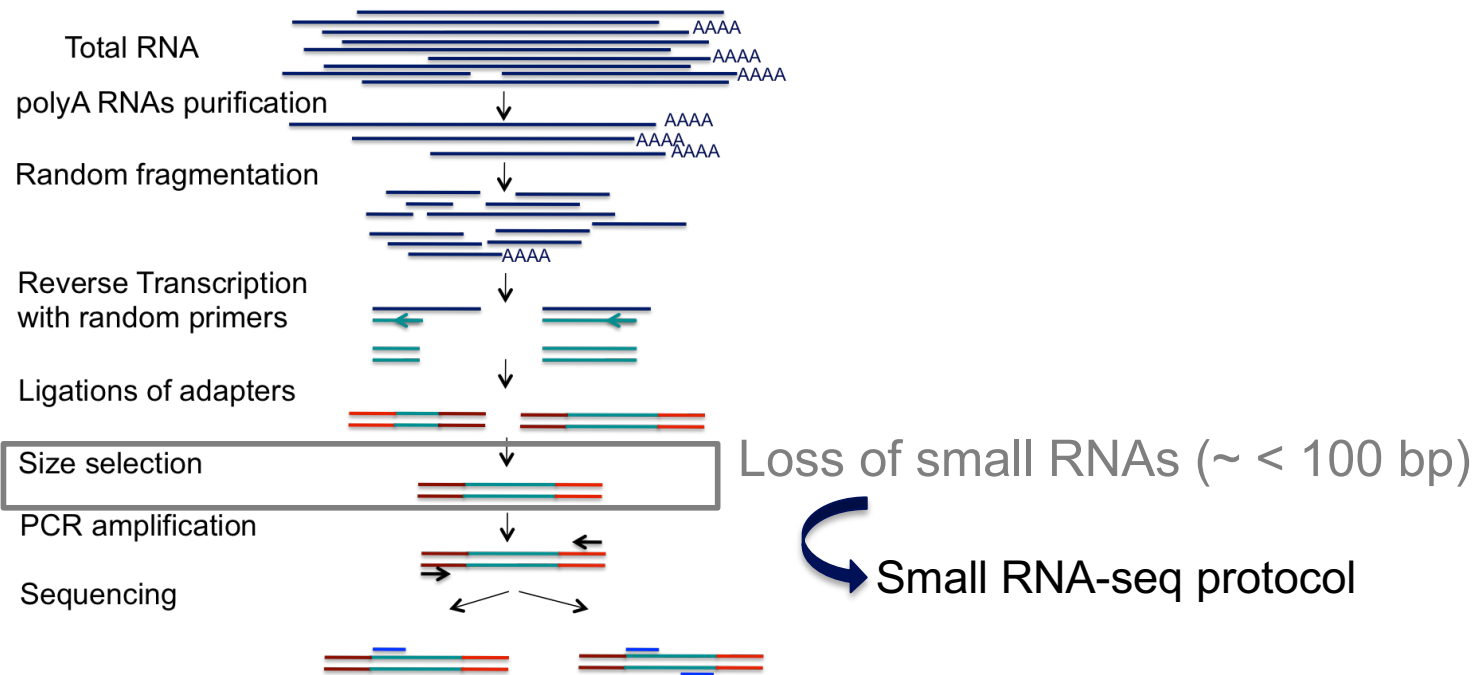 AAAA
Total RNA
AAAA
AAAA
polyA RNAs purification
AAAA
AAAA
AAAA
Random fragmentation
AAAA
Reverse Transcription
with random primers
Ligations of adapters
Size selection
Loss of small RNAs (~ < 100 bp)
PCR amplification
Small RNA-seq protocol
Sequencing